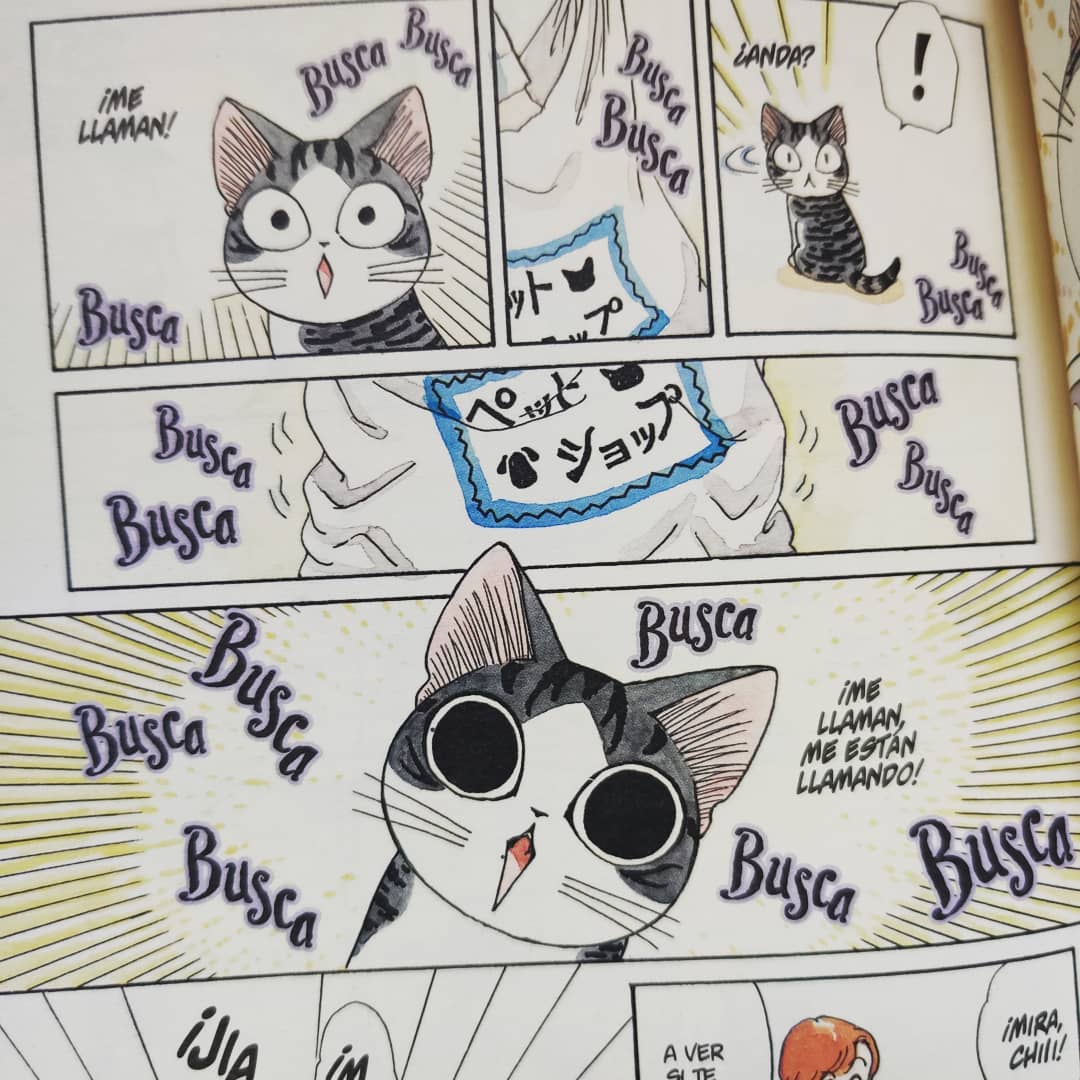 !
¿ANDA?
Busca
Busca
Busca
Busca
ット
ョップ
Busca
Busca
¡ME
LLAMAN!
Busca
Busca
Busca
ペット
ショップ
Busca
Busca
Busca
¡ME
LLAMAN,
ME ESTÁN
LLAMANDO!
Busca
Busca
Busca
Busca
Busca
¡MIRA,
CHIII!
A VER
SI TE
¡M
¡JIA